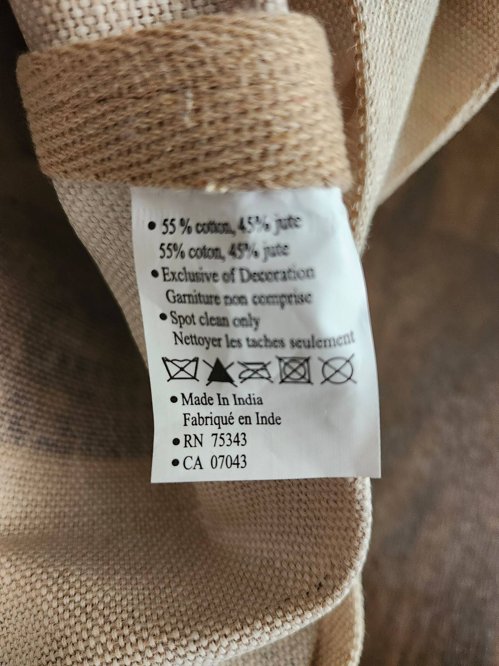 • 55 % cotton, 45% jute
55% coton, 45% jute
• Exclusive of Decoration
Garniture non comprise
• Spot clean only
Nettoyer les taches seulement
• Made In India
Fabriqué en Inde
• RN 75343
• CA 07043